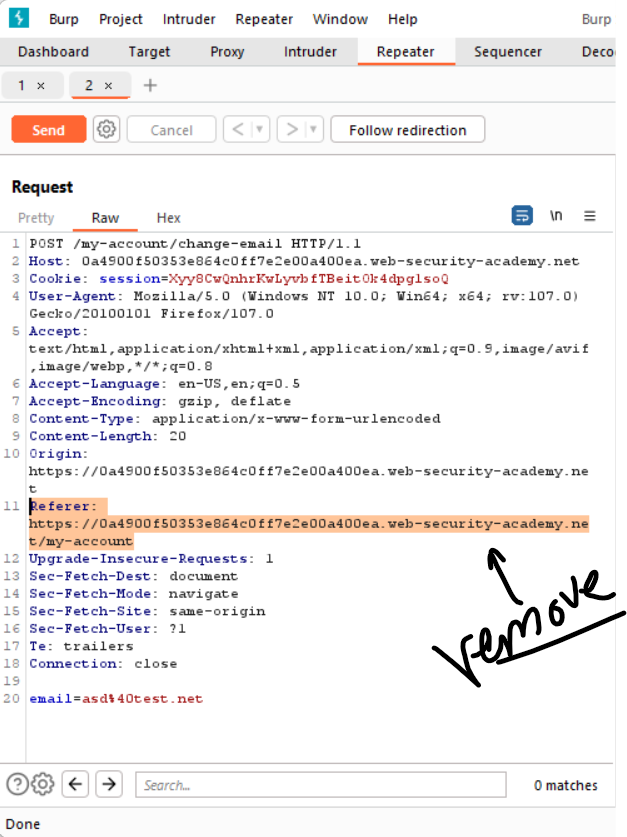 Burp Project Intruder Repeater Window Help Burp
Dashboard Target Proxy Intruder Repeater Sequencer Deco
1 × 2 × +
Send Cancel < > Follow redirection
Request
Pretty Raw Hex \n
1 POST /my-account/change-email HTTP/1.1
2 Host: 0a4900f50353e864c0ff7e2e00a400ea.web-security-academy.net
3 Cookie: session=Xyy8CwQnhrKwLyvbfTBeitOk4dpglsoQ
4 User-Agent: Mozilla/5.0 (Windows NT 10.0; Win64; x64; rv:107.0)
Gecko/20100101 Firefox/107.0
5 Accept:
text/html,application/xhtml+xml,application/xml;q=0.9,image/avif
,image/webp,*/*;q=0.8
6 Accept-Language: en-US,en;q=0.5
7 Accept-Encoding: gzip, deflate
8 Content-Type: application/x-www-form-urlencoded
9 Content-Length: 20
10 Origin:
https://0a4900f50353e864c0ff7e2e00a400ea.web-security-academy.ne
t
11 Referer:
https://0a4900f50353e864c0ff7e2e00a400ea.web-security-academy.ne
t/my-account
12 Upgrade-Insecure-Requests: 1
13 Sec-Fetch-Dest: document
14 Sec-Fetch-Mode: navigate
15 Sec-Fetch-Site: same-origin
16 Sec-Fetch-User: ?1
17 Te: trailers
18 Connection: close
19
20 email=asd%40test.net
remove
Search... 0 matches
Done